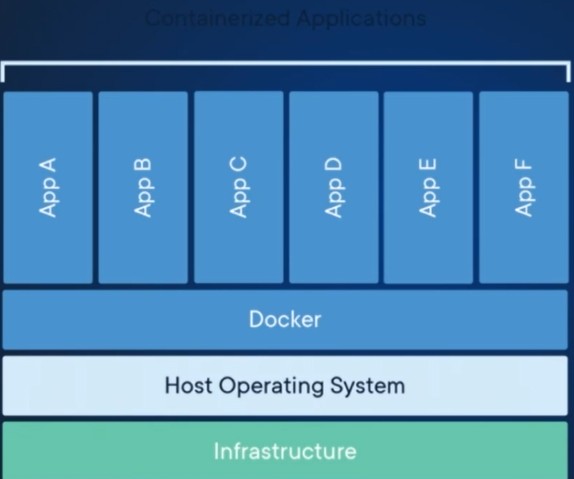 Containerized Applications
App A
App B
App C
App D
App E
App F
Docker
Host Operating System
Infrastructure